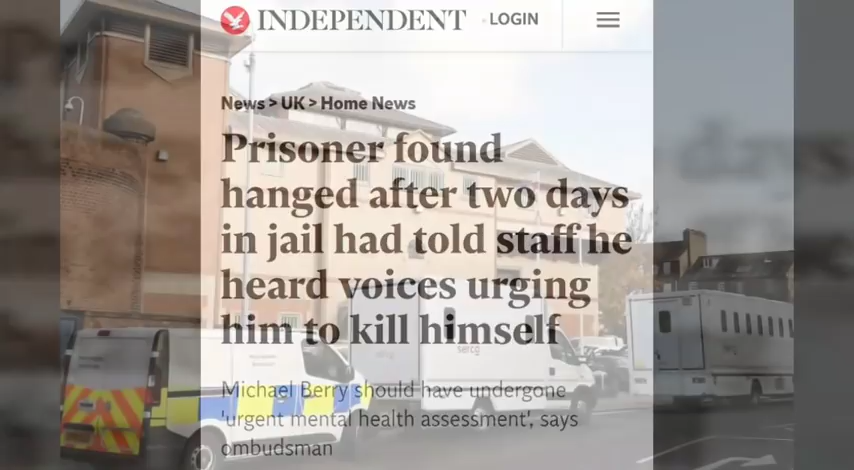 INDEPENDENT
LOGIN
News > UK > Home News
Prisoner found
hanged after two days
in jail had told staff he
heard voices urging
him to kill himself
serco
Michael Berry should have undergone
'urgent mental health assessment', says
ombudsman